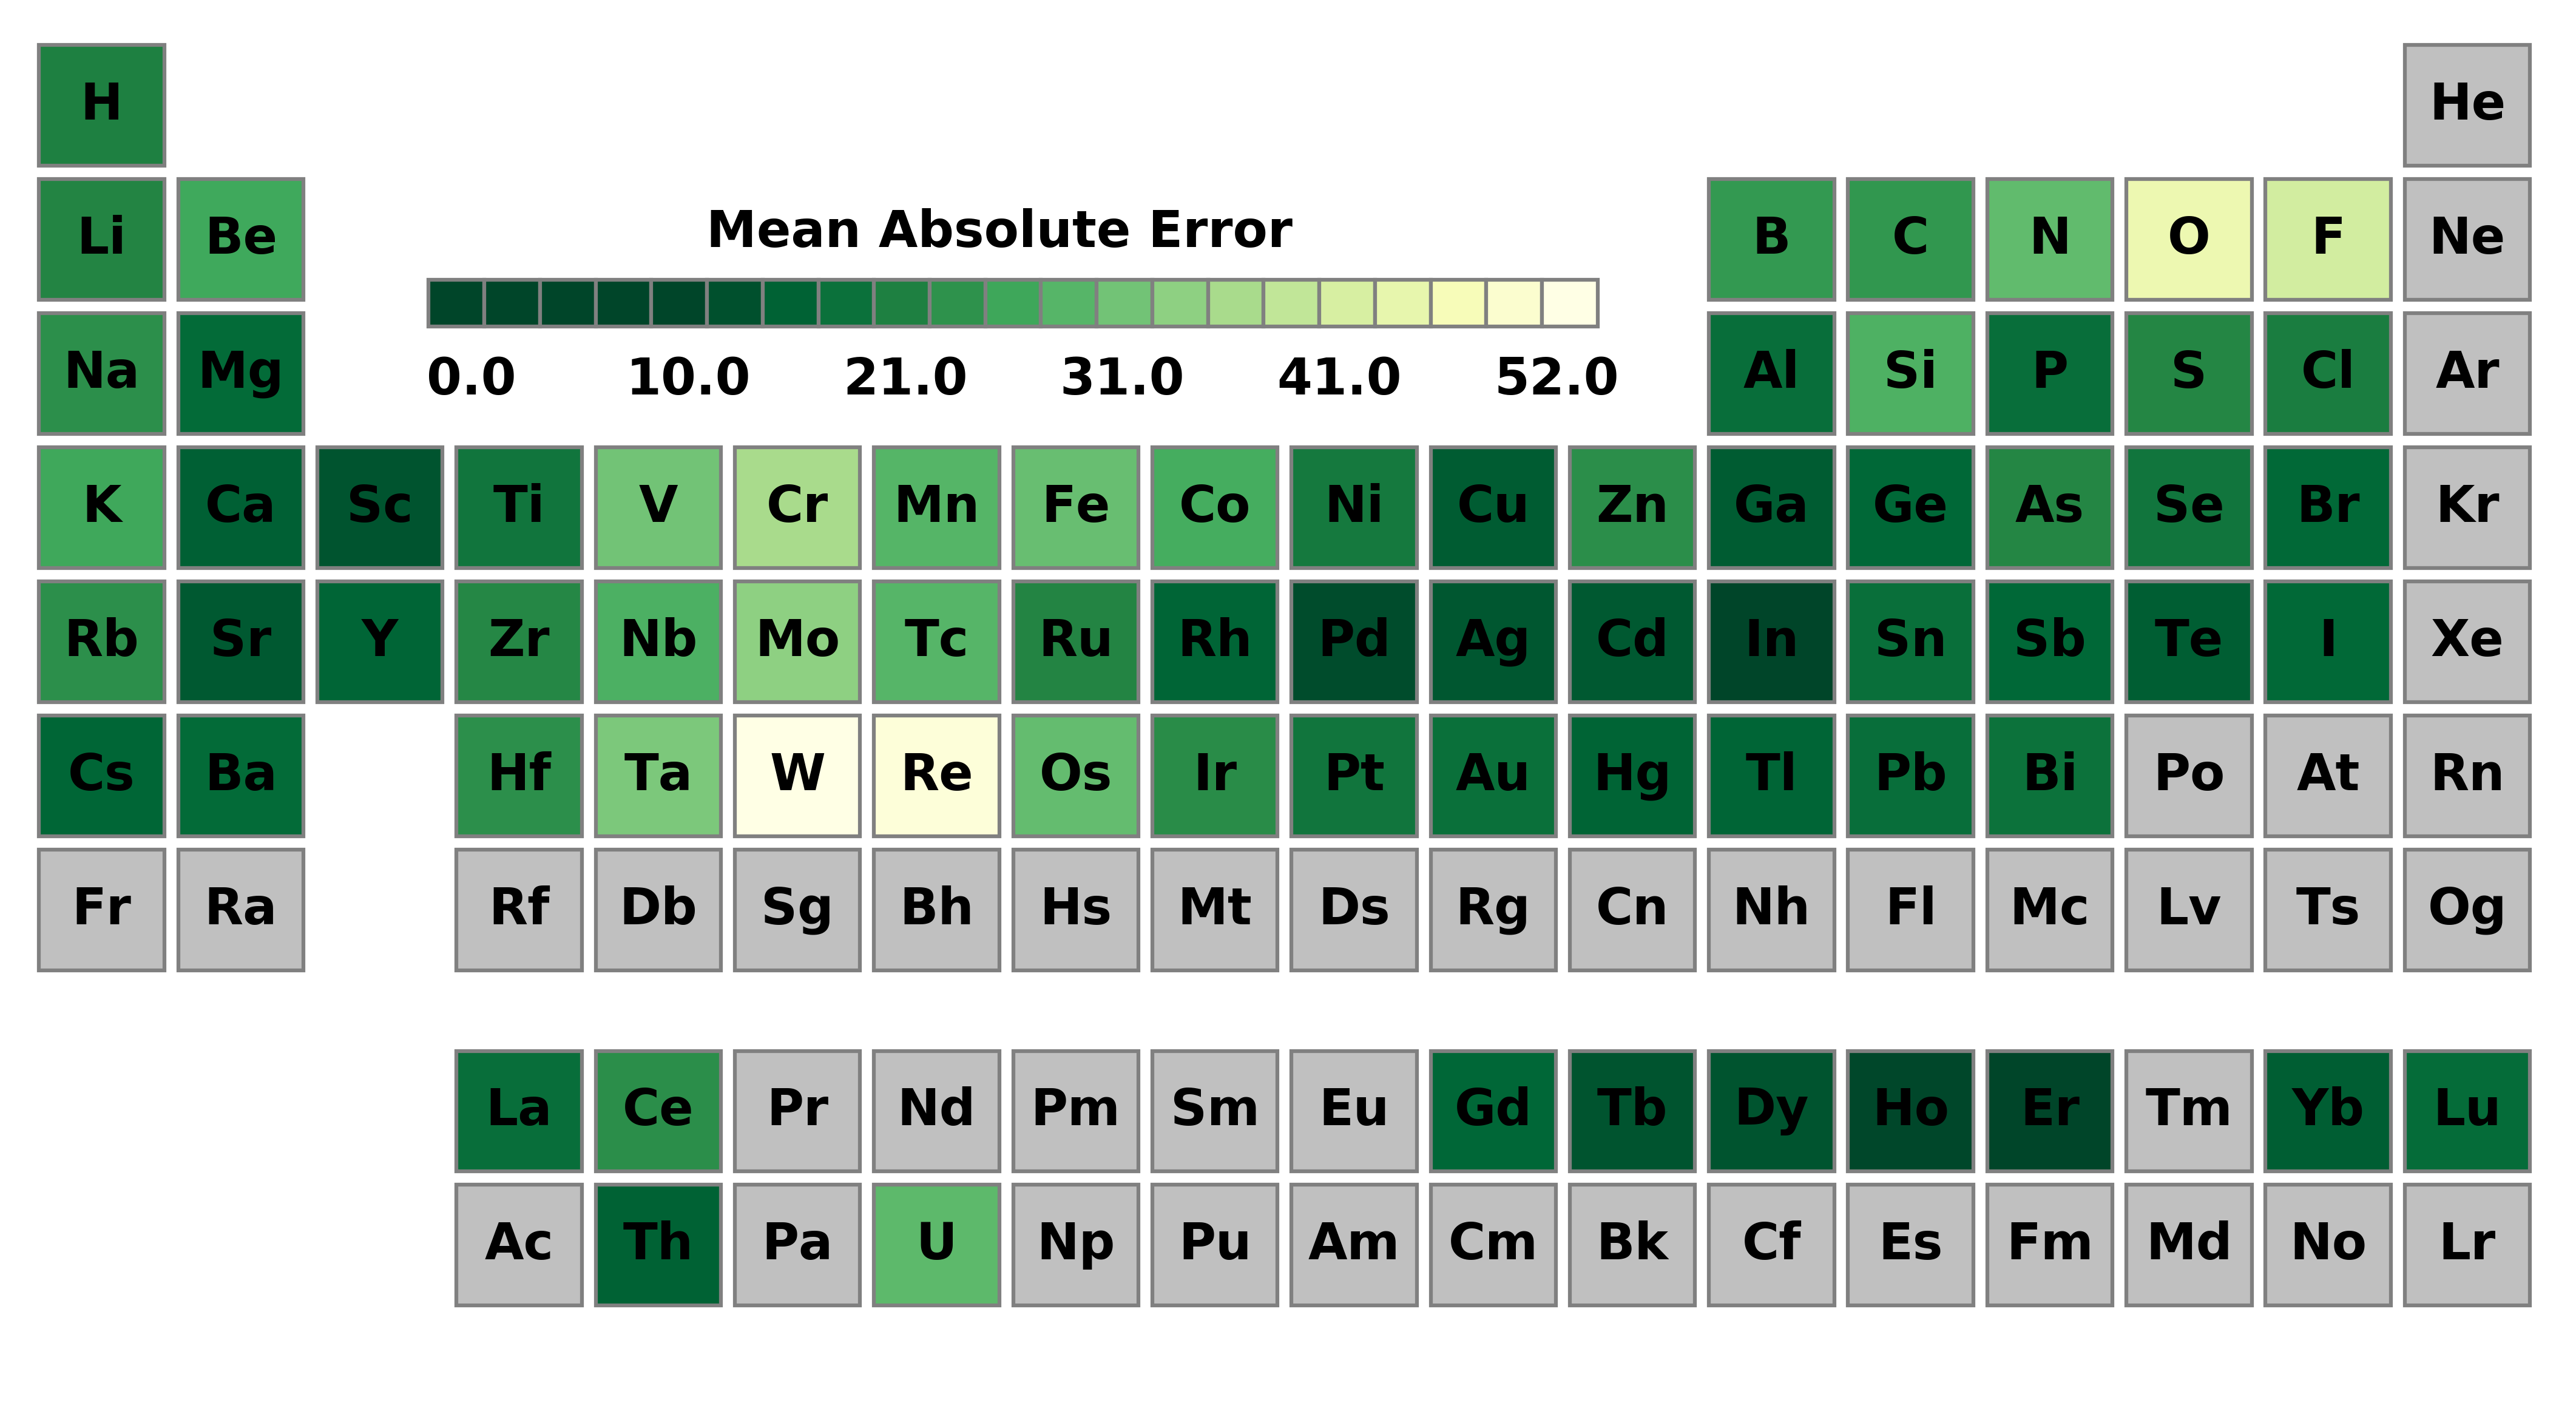 H He
Li Be B C N O F Ne
Mean Absolute Error
Na Mg Al Si P S Cl Ar
0.0 10.0 21.0 31.0 41.0 52.0
K Ca Sc Ti V Cr Mn Fe Co Ni Cu Zn Ga Ge As Se Br Kr
Rb Sr Y Zr Nb Mo Tc Ru Rh Pd Ag Cd In Sn Sb Te I Xe
Cs Ba Hf Ta W Re Os Ir Pt Au Hg Tl Pb Bi Po At Rn
Fr Ra Rf Db Sg Bh Hs Mt Ds Rg Cn Nh Fl Mc Lv Ts Og
La Ce Pr Nd Pm Sm Eu Gd Tb Dy Ho Er Tm Yb Lu
Ac Th Pa U Np Pu Am Cm Bk Cf Es Fm Md No Lr